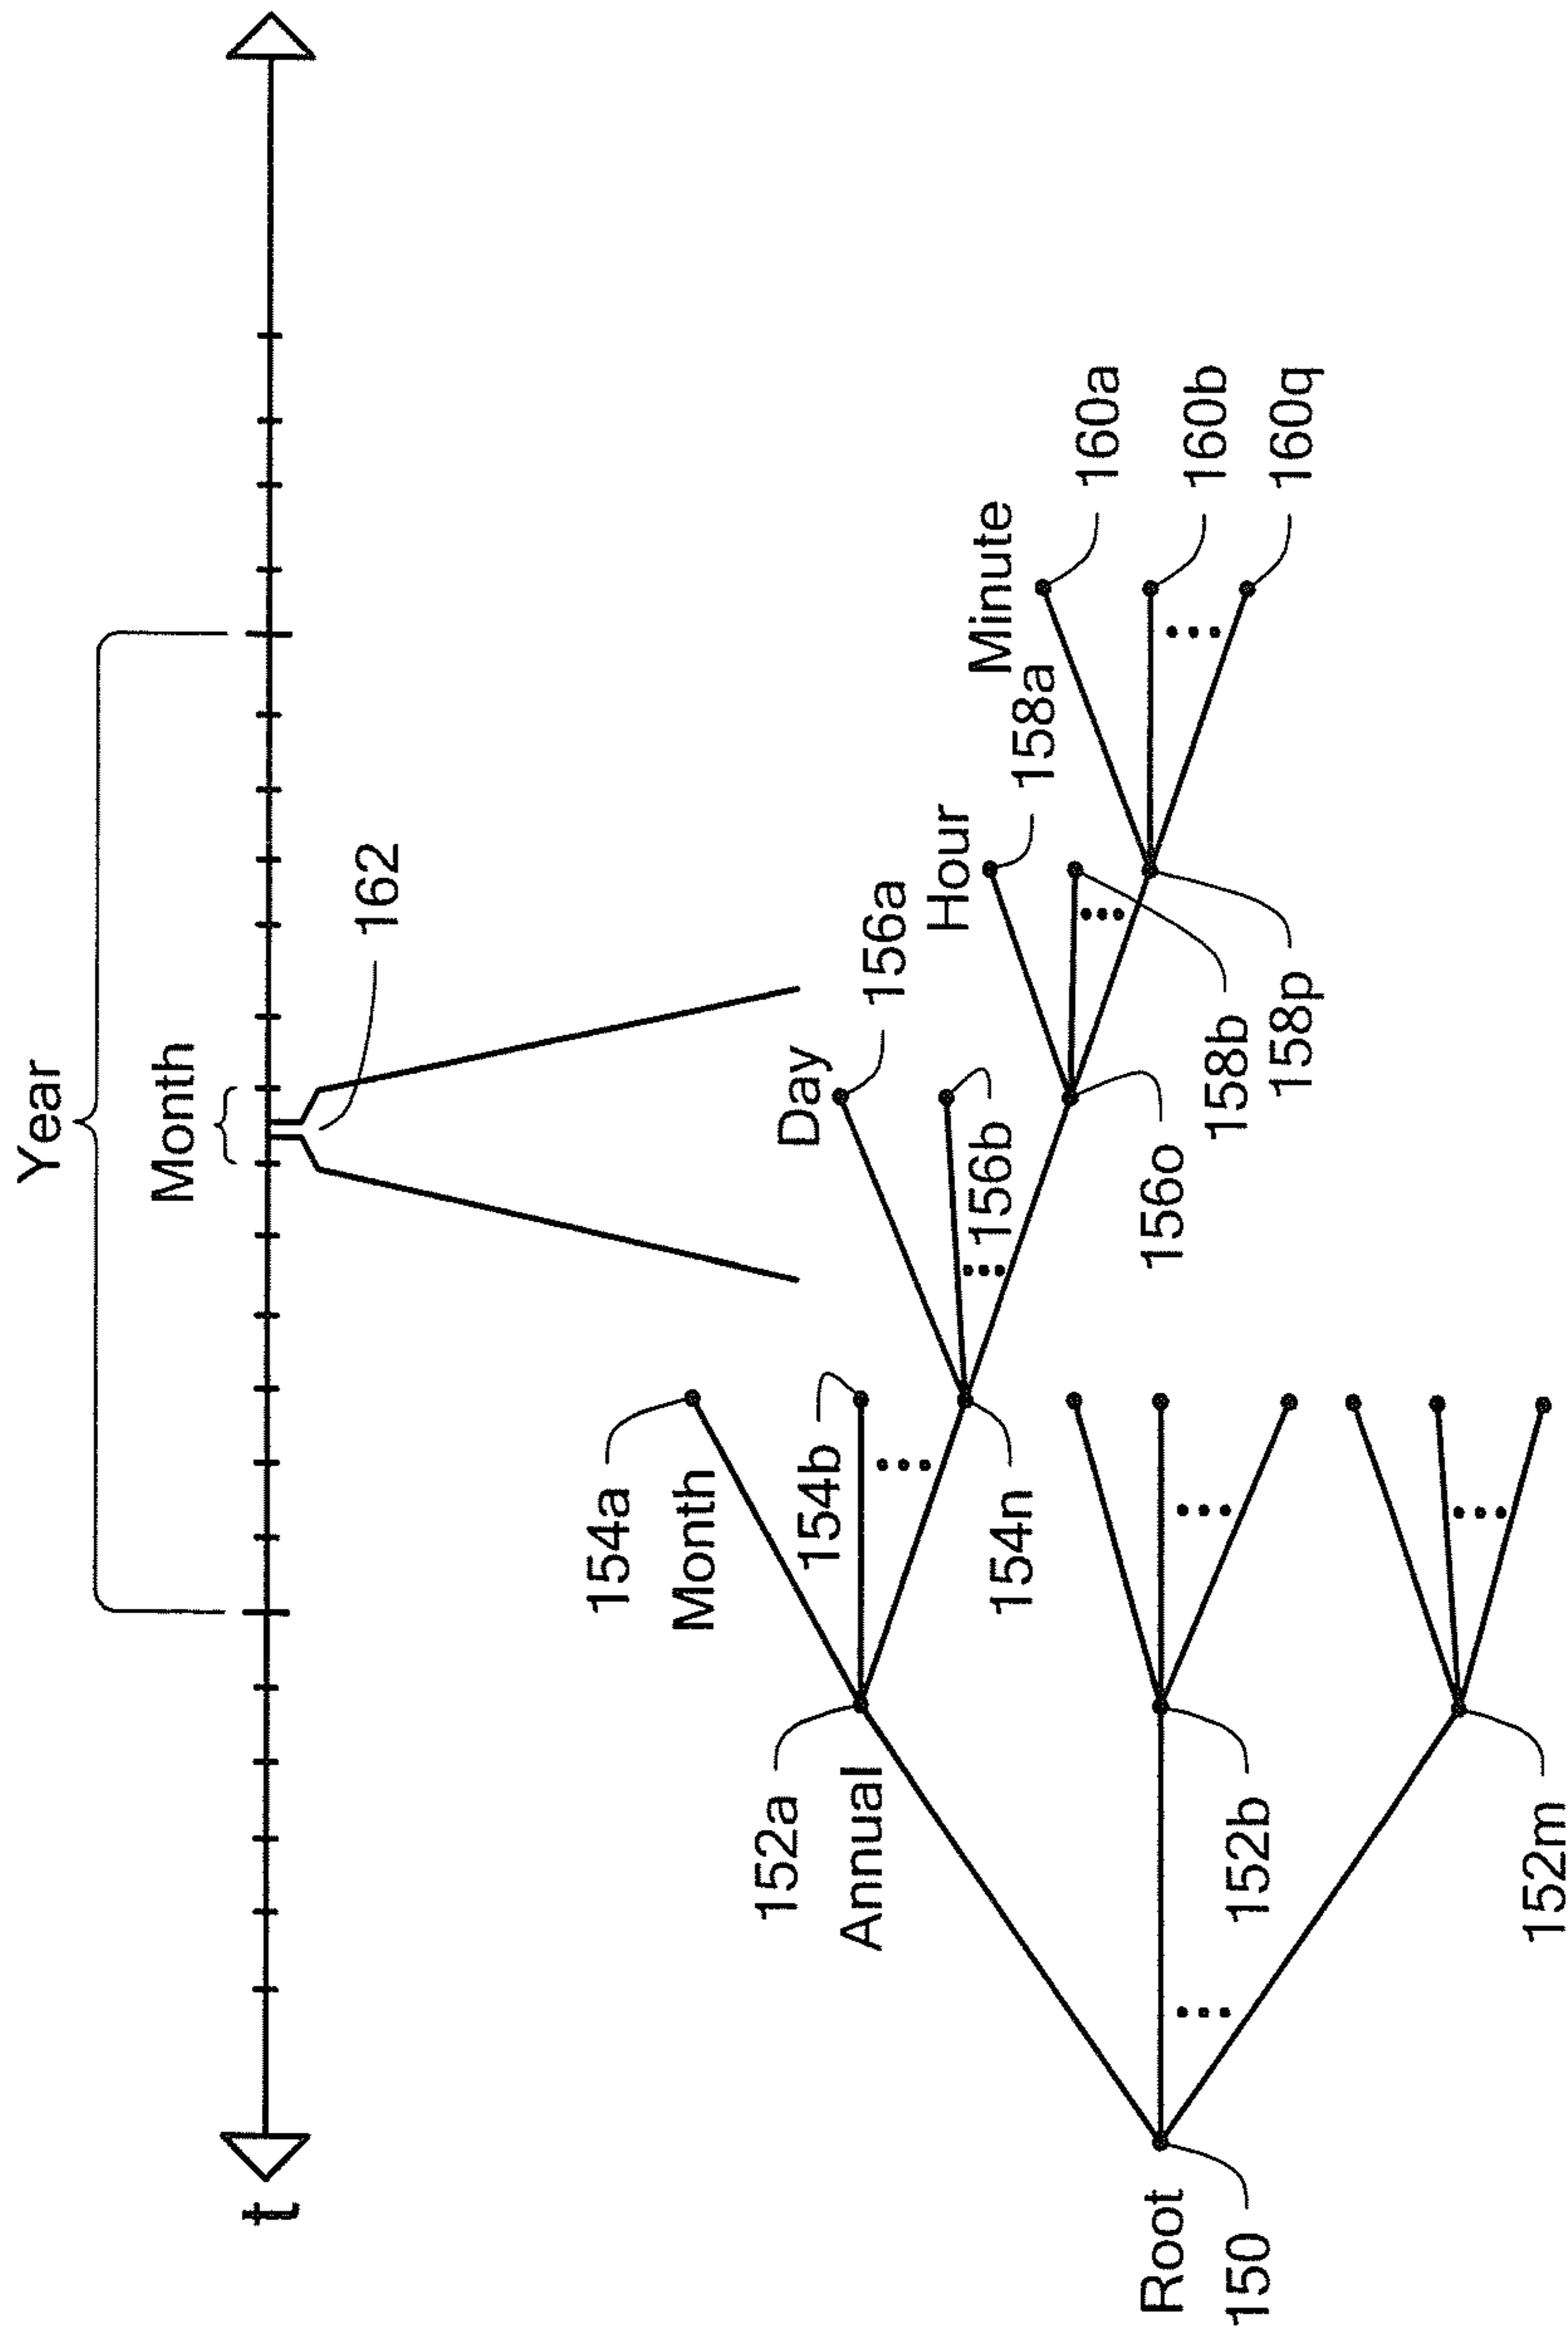 Year
Month
t
162
154a
Month
154b
154n
Day
156a
156b
156o
Hour
158a
158b
158p
Minute
160a
160b
160q
152a
Annual
152b
152m
Root
150